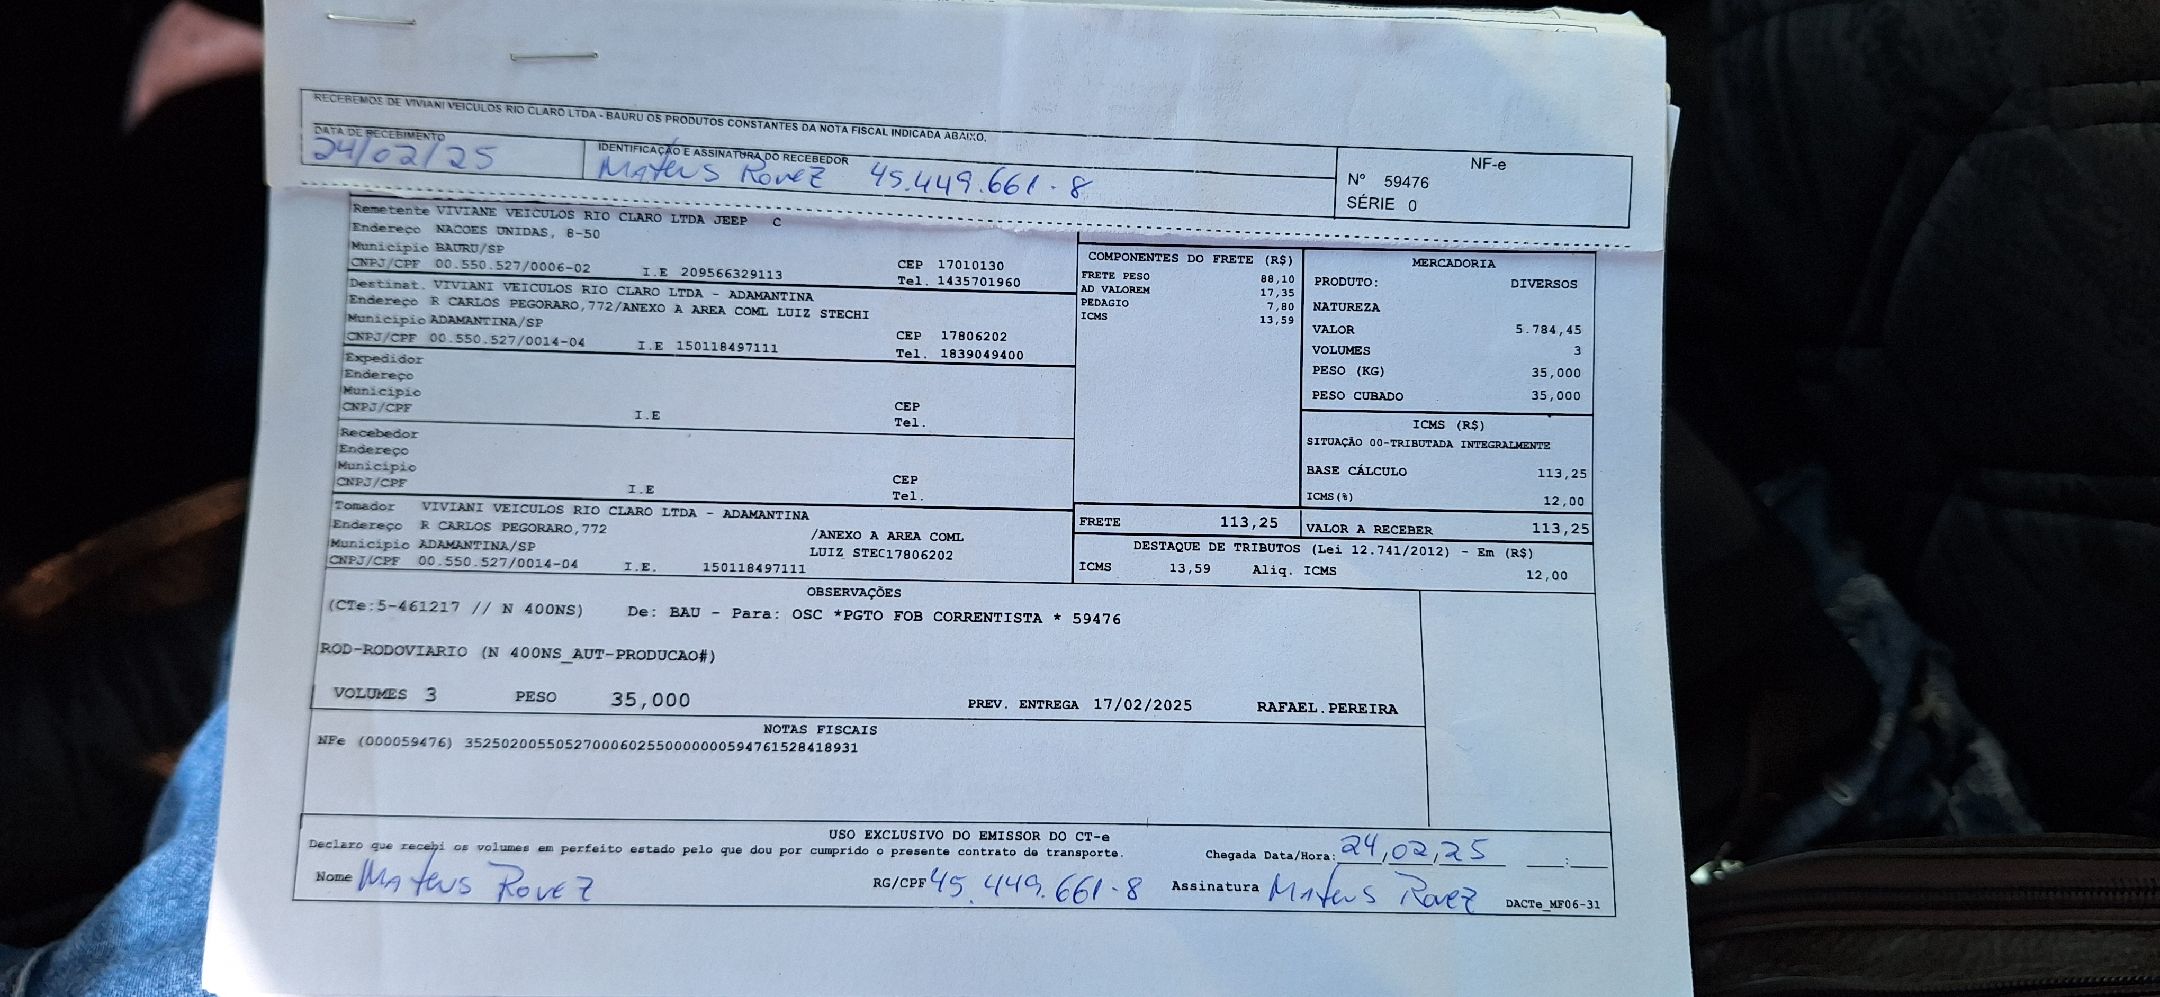 RECEBEMOS DE VIVIANI VEICULOS RIO CLARO LTDA - BAURU OS PRODUTOS CONSTANTES DA NOTA FISCAL INDICADA ABAIXO.
DATA DE RECEBIMENTO
24/02/25
IDENTIFICAÇÃO E ASSINATURA DO RECEBEDOR
Mateus Rovez 45.449.661-8
NF-e
Nº 59476
SÉRIE 0
Remetente VIVIANE VEICULOS RIO CLARO LTDA JEEP C
Endereço NACOES UNIDAS, 8-50
Municipio BAURU/SP
CNPJ/CPF 00.550.527/0006-02 I.E 209566329113
CEP 17010130
Tel. 1435701960
Destinat. VIVIANI VEICULOS RIO CLARO LTDA - ADAMANTINA
Endereço R CARLOS PEGORARO,772/ANEXO A AREA COML LUIZ STECHI
Municipio ADAMANTINA/SP
CNPJ/CPF 00.550.527/0014-04 I.E 150118497111
CEP 17806202
Tel. 1839049400
Expedidor
Endereço
Municipio
CNPJ/CPF I.E
CEP
Tel.
Recebedor
Endereço
Municipio
CNPJ/CPF I.E
CEP
Tel.
Tomador VIVIANI VEICULOS RIO CLARO LTDA - ADAMANTINA
Endereço R CARLOS PEGORARO,772 /ANEXO A AREA COML
Municipio ADAMANTINA/SP LUIZ STEC17806202
CNPJ/CPF 00.550.527/0014-04 I.E. 150118497111
COMPONENTES DO FRETE (R$)
FRETE PESO 88,10
AD VALOREM 17,35
PEDAGIO 7,80
ICMS 13,59
MERCADORIA
PRODUTO: DIVERSOS
NATUREZA
VALOR 5.784,45
VOLUMES 3
PESO (KG) 35,000
PESO CUBADO 35,000
ICMS (R$)
SITUAÇÃO 00-TRIBUTADA INTEGRALMENTE
BASE CÁLCULO 113,25
ICMS(%) 12,00
FRETE 113,25
VALOR A RECEBER 113,25
DESTAQUE DE TRIBUTOS (Lei 12.741/2012) - Em (R$)
ICMS 13,59 Aliq. ICMS 12,00
OBSERVAÇÕES
(CTe:5-461217 // N 400NS) De: BAU - Para: OSC *PGTO FOB CORRENTISTA * 59476
ROD-RODOVIARIO (N 400NS_AUT-PRODUCAO#)
VOLUMES 3 PESO 35,000 PREV. ENTREGA 17/02/2025 RAFAEL.PEREIRA
NOTAS FISCAIS
NFe (000059476) 35250200550527000602550000000594761528418931
USO EXCLUSIVO DO EMISSOR DO CT-e
Declaro que recebi os volumes em perfeito estado pelo que dou por cumprido o presente contrato de transporte. Chegada Data/Hora: 24,02,25 ___:___
Nome Mateus Rovez RG/CPF 45.449.661-8 Assinatura Mateus Rovez DACTe_MF06-31